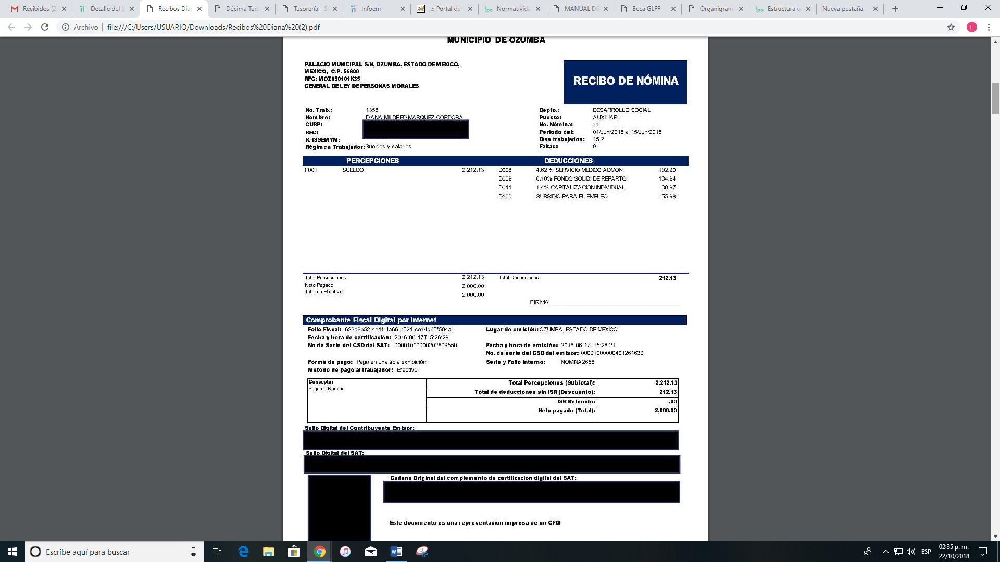 Recibidos (2
Detalle del S
Recibos Dian
Décima Terc
Tesorería - S
Infoem
..:: Portal de
Normativida
MANUAL DE
Beca GLFF
Organigram
Estructura o
Nueva pestaña
Archivo
file:///C:/Users/USUARIO/Downloads/Recibos%20Diana%20(2).pdf
L
MUNICIPIO DE OZUMBA
PALACIO MUNICIPAL S/N, OZUMBA, ESTADO DE MEXICO,
MEXICO, C.P. 56800
RFC: MOZ850101K35
GENERAL DE LEY DE PERSONAS MORALES
RECIBO DE NÓMINA
No. Trab.: 1356
Nombre: DIANA MILDRED MARQUEZ CORDOBA
CURP:
RFC:
R. ISSEMYM:
Régimen Trabajador: Sueldos y salarios
Depto.: DESARROLLO SOCIAL
Puesto: AUXILIAR
No. Nómina: 11
Periodo del: 01/Jun/2016 al 15/Jun/2016
Días trabajados: 15.2
Faltas: 0
PERCEPCIONES DEDUCCIONES
P001 SUELDO 2,212.13 D008 4.62 % SERVICIO MEDICO ADMON 102.20
D009 6.10% FONDO SOLID. DE REPARTO 134.94
D011 1.4% CAPITALIZACION INDIVIDUAL 30.97
D100 SUBSIDIO PARA EL EMPLEO -55.98
Total Percepciones 2,212.13 Total Deducciones 212.13
Neto Pagado 2,000.00
Total en Efectivo 2,000.00
FIRMA:
Comprobante Fiscal Digital por Internet
Folio Fiscal: 623a8e52-4e1f-4a66-b521-ce14d65f504a Lugar de emisión: OZUMBA, ESTADO DE MEXICO
Fecha y hora de certificación: 2016-06-17T15:26:29
No de Serie del CSD del SAT: 00001000000202809550 Fecha y hora de emisión: 2016-06-17T15:28:21
No. de serie del CSD del emisor: 00001000000401261630
Forma de pago: Pago en una sola exhibición Serie y Folio Interno: NOMINA2668
Método de pago al trabajador: Efectivo
Concepto:
Pago de Nómina
Total Percepciones (Subtotal): 2,212.13
Total de deducciones sin ISR (Descuento): 212.13
ISR Retenido: .00
Neto pagado (Total): 2,000.00
Sello Digital del Contribuyente Emisor:
Sello Digital del SAT:
Cadena Original del complemento de certificación digital del SAT:
Este documento es una representación impresa de un CFDI
Escribe aquí para buscar
ESP
02:35 p. m.
22/10/2018